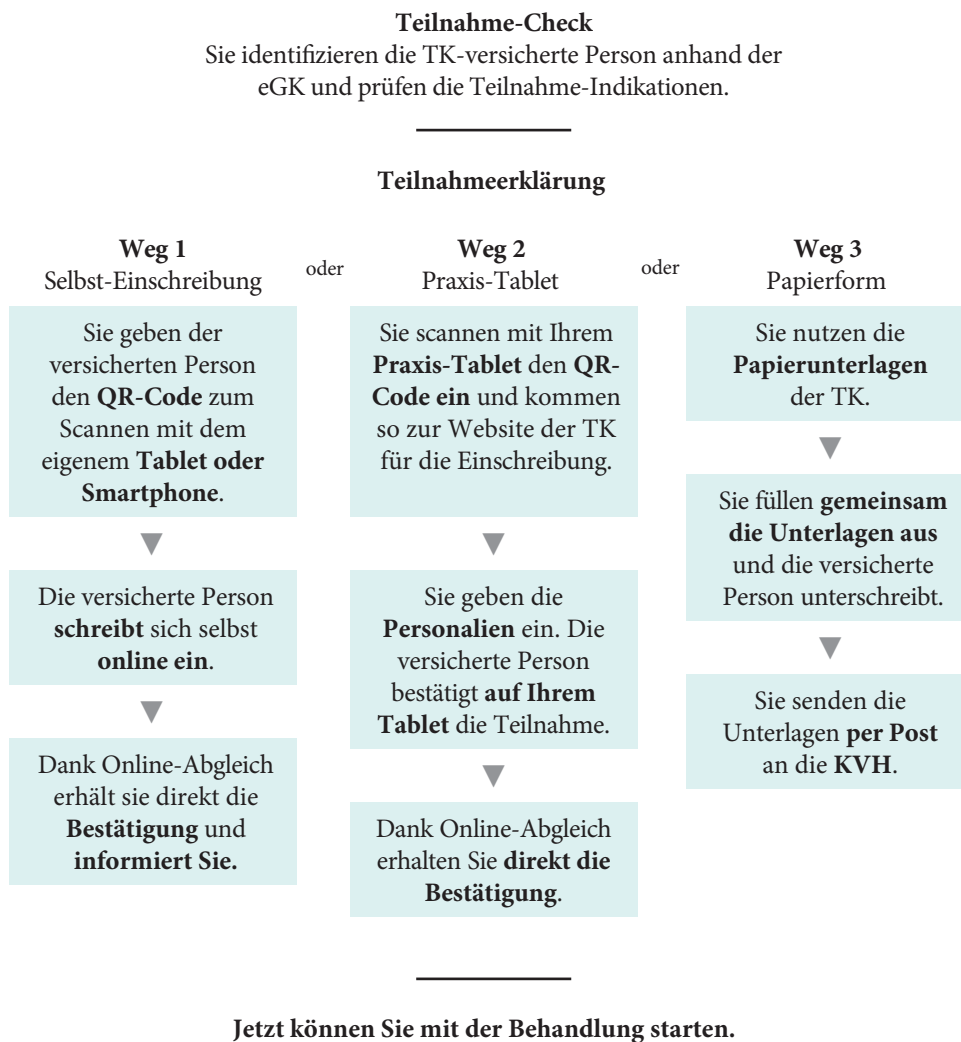 Teilnahme-Check
Sie identifizieren die TK-versicherte Person anhand der
eGK und prüfen die Teilnahme-Indikationen.
Teilnahmeerklärung
Weg 1
Selbst-Einschreibung
oder
Weg 2
Praxis-Tablet
oder
Weg 3
Papierform
Sie geben der
versicherten Person
den QR-Code zum
Scannen mit dem
eigenem Tablet oder
Smartphone.
Die versicherte Person
schreibt sich selbst
online ein.
Dank Online-Abgleich
erhält sie direkt die
Bestätigung und
informiert Sie.
Sie scannen mit Ihrem
Praxis-Tablet den QR-
Code ein und kommen
so zur Website der TK
für die Einschreibung.
Sie geben die
Personalien ein. Die
versicherte Person
bestätigt auf Ihrem
Tablet die Teilnahme.
Dank Online-Abgleich
erhalten Sie direkt die
Bestätigung.
Sie nutzen die
Papierunterlagen
der TK.
Sie füllen gemeinsam
die Unterlagen aus
und die versicherte
Person unterschreibt.
Sie senden die
Unterlagen per Post
an die KVH.
Jetzt können Sie mit der Behandlung starten.